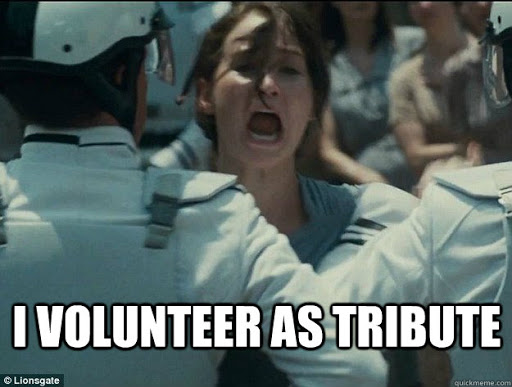 I VOLUNTEER AS TRIBUTE
© Lionsgate
quickmeme.com